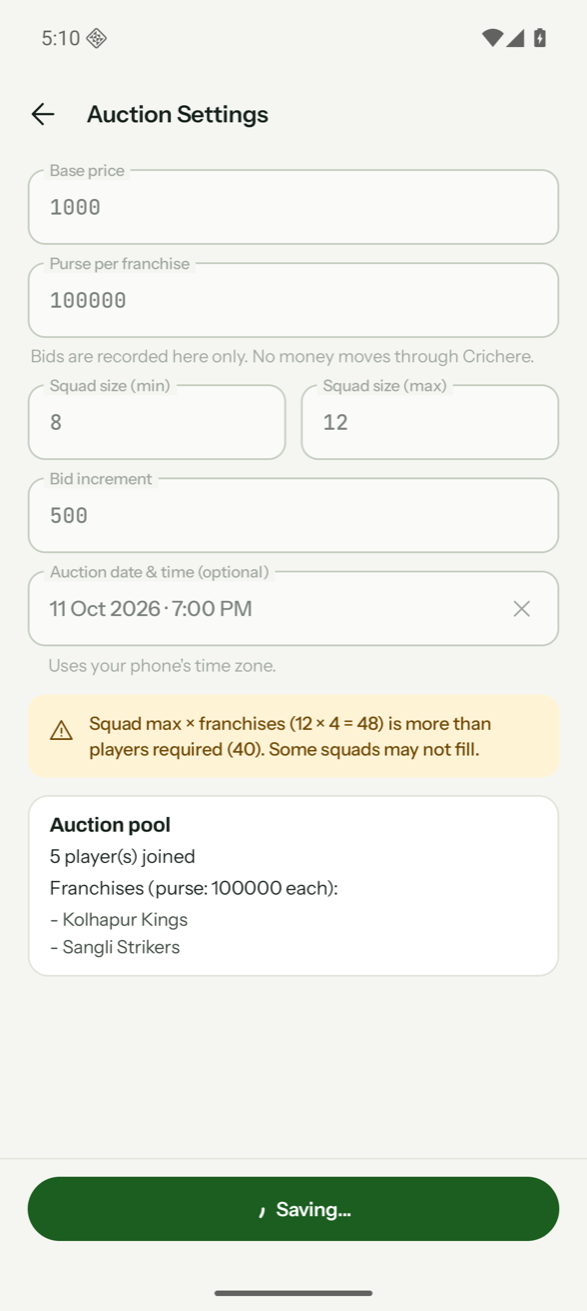 5:10
Auction Settings
Base price
1000
Purse per franchise
100000
Bids are recorded here only. No money moves through Crichere.
Squad size (min)
8
Squad size (max)
12
Bid increment
500
Auction date & time (optional)
11 Oct 2026 · 7:00 PM
Uses your phone's time zone.
Squad max × franchises (12 × 4 = 48) is more than
players required (40). Some squads may not fill.
Auction pool
5 player(s) joined
Franchises (purse: 100000 each):
- Kolhapur Kings
- Sangli Strikers
Saving...